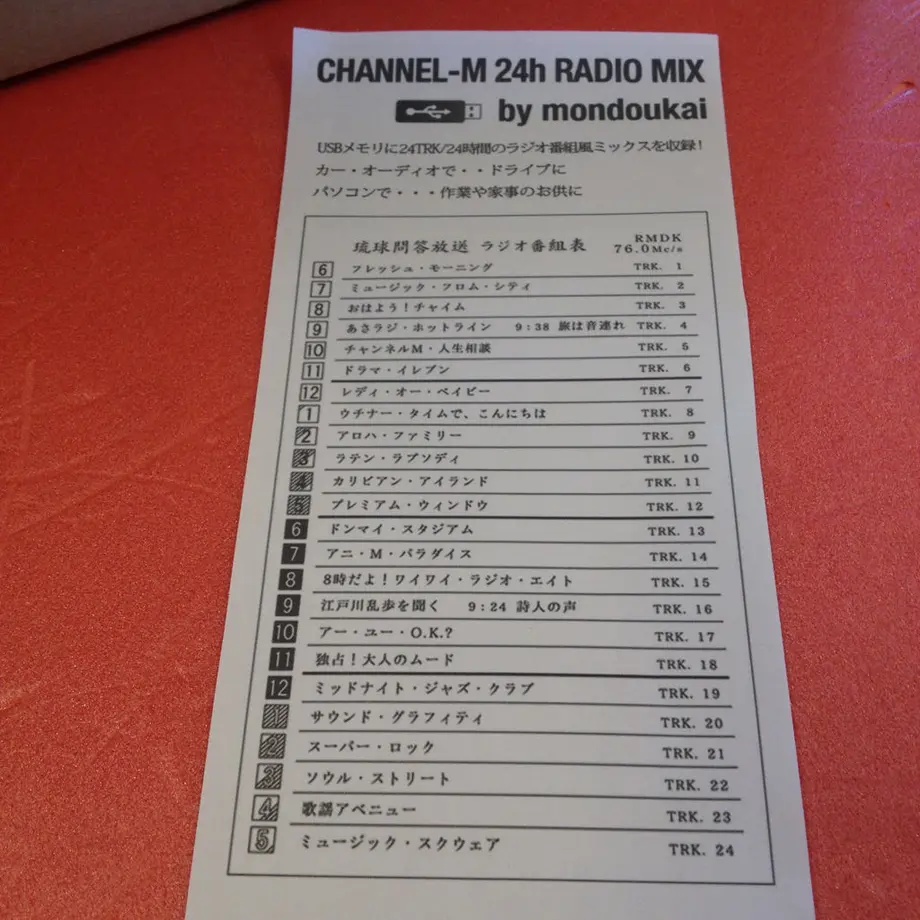 CHANNEL-M 24h RADIO MIX
by mondoukai
USBメモリに24TRK/24時間のラジオ番組風ミックスを収録!
カー・オーディオで・・ドライブに
パソコンで・・・作業や家事のお供に
琉球問答放送 ラジオ番組表 RMDK 76.0Mc/s
6 フレッシュ・モーニング TRK. 1
7 ミュージック・フロム・シティ TRK. 2
8 おはよう!チャイム TRK. 3
9 あさラジ・ホットライン 9:38 旅は音連れ TRK. 4
10 チャンネルM・人生相談 TRK. 5
11 ドラマ・イレブン TRK. 6
12 レディ・オー・ベイビー TRK. 7
1 ウチナー・タイムで、こんにちは TRK. 8
2 アロハ・ファミリー TRK. 9
3 ラテン・ラプソディ TRK. 10
4 カリビアン・アイランド TRK. 11
5 プレミアム・ウィンドウ TRK. 12
6 ドンマイ・スタジアム TRK. 13
7 アニ・M・パラダイス TRK. 14
8 8時だよ!ワイワイ・ラジオ・エイト TRK. 15
9 江戸川乱歩を聞く 9:24 詩人の声 TRK. 16
10 アー・ユー・O.K.? TRK. 17
11 独占!大人のムード TRK. 18
12 ミッドナイト・ジャズ・クラブ TRK. 19
1 サウンド・グラフィティ TRK. 20
2 スーパー・ロック TRK. 21
3 ソウル・ストリート TRK. 22
4 歌謡アベニュー TRK. 23
5 ミュージック・スクウェア TRK. 24